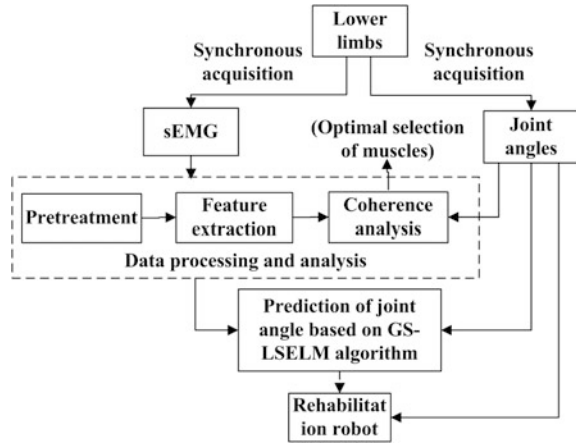 Lower
limbs
Synchronous
acquisition
Synchronous
acquisition
sEMG
(Optimal selection
of muscles)
Joint
angles
Pretreatment
Feature
extraction
Coherence
analysis
Data processing and analysis
Prediction of joint
angle based on GS-
LSELM algorithm
Rehabilitat
ion robot